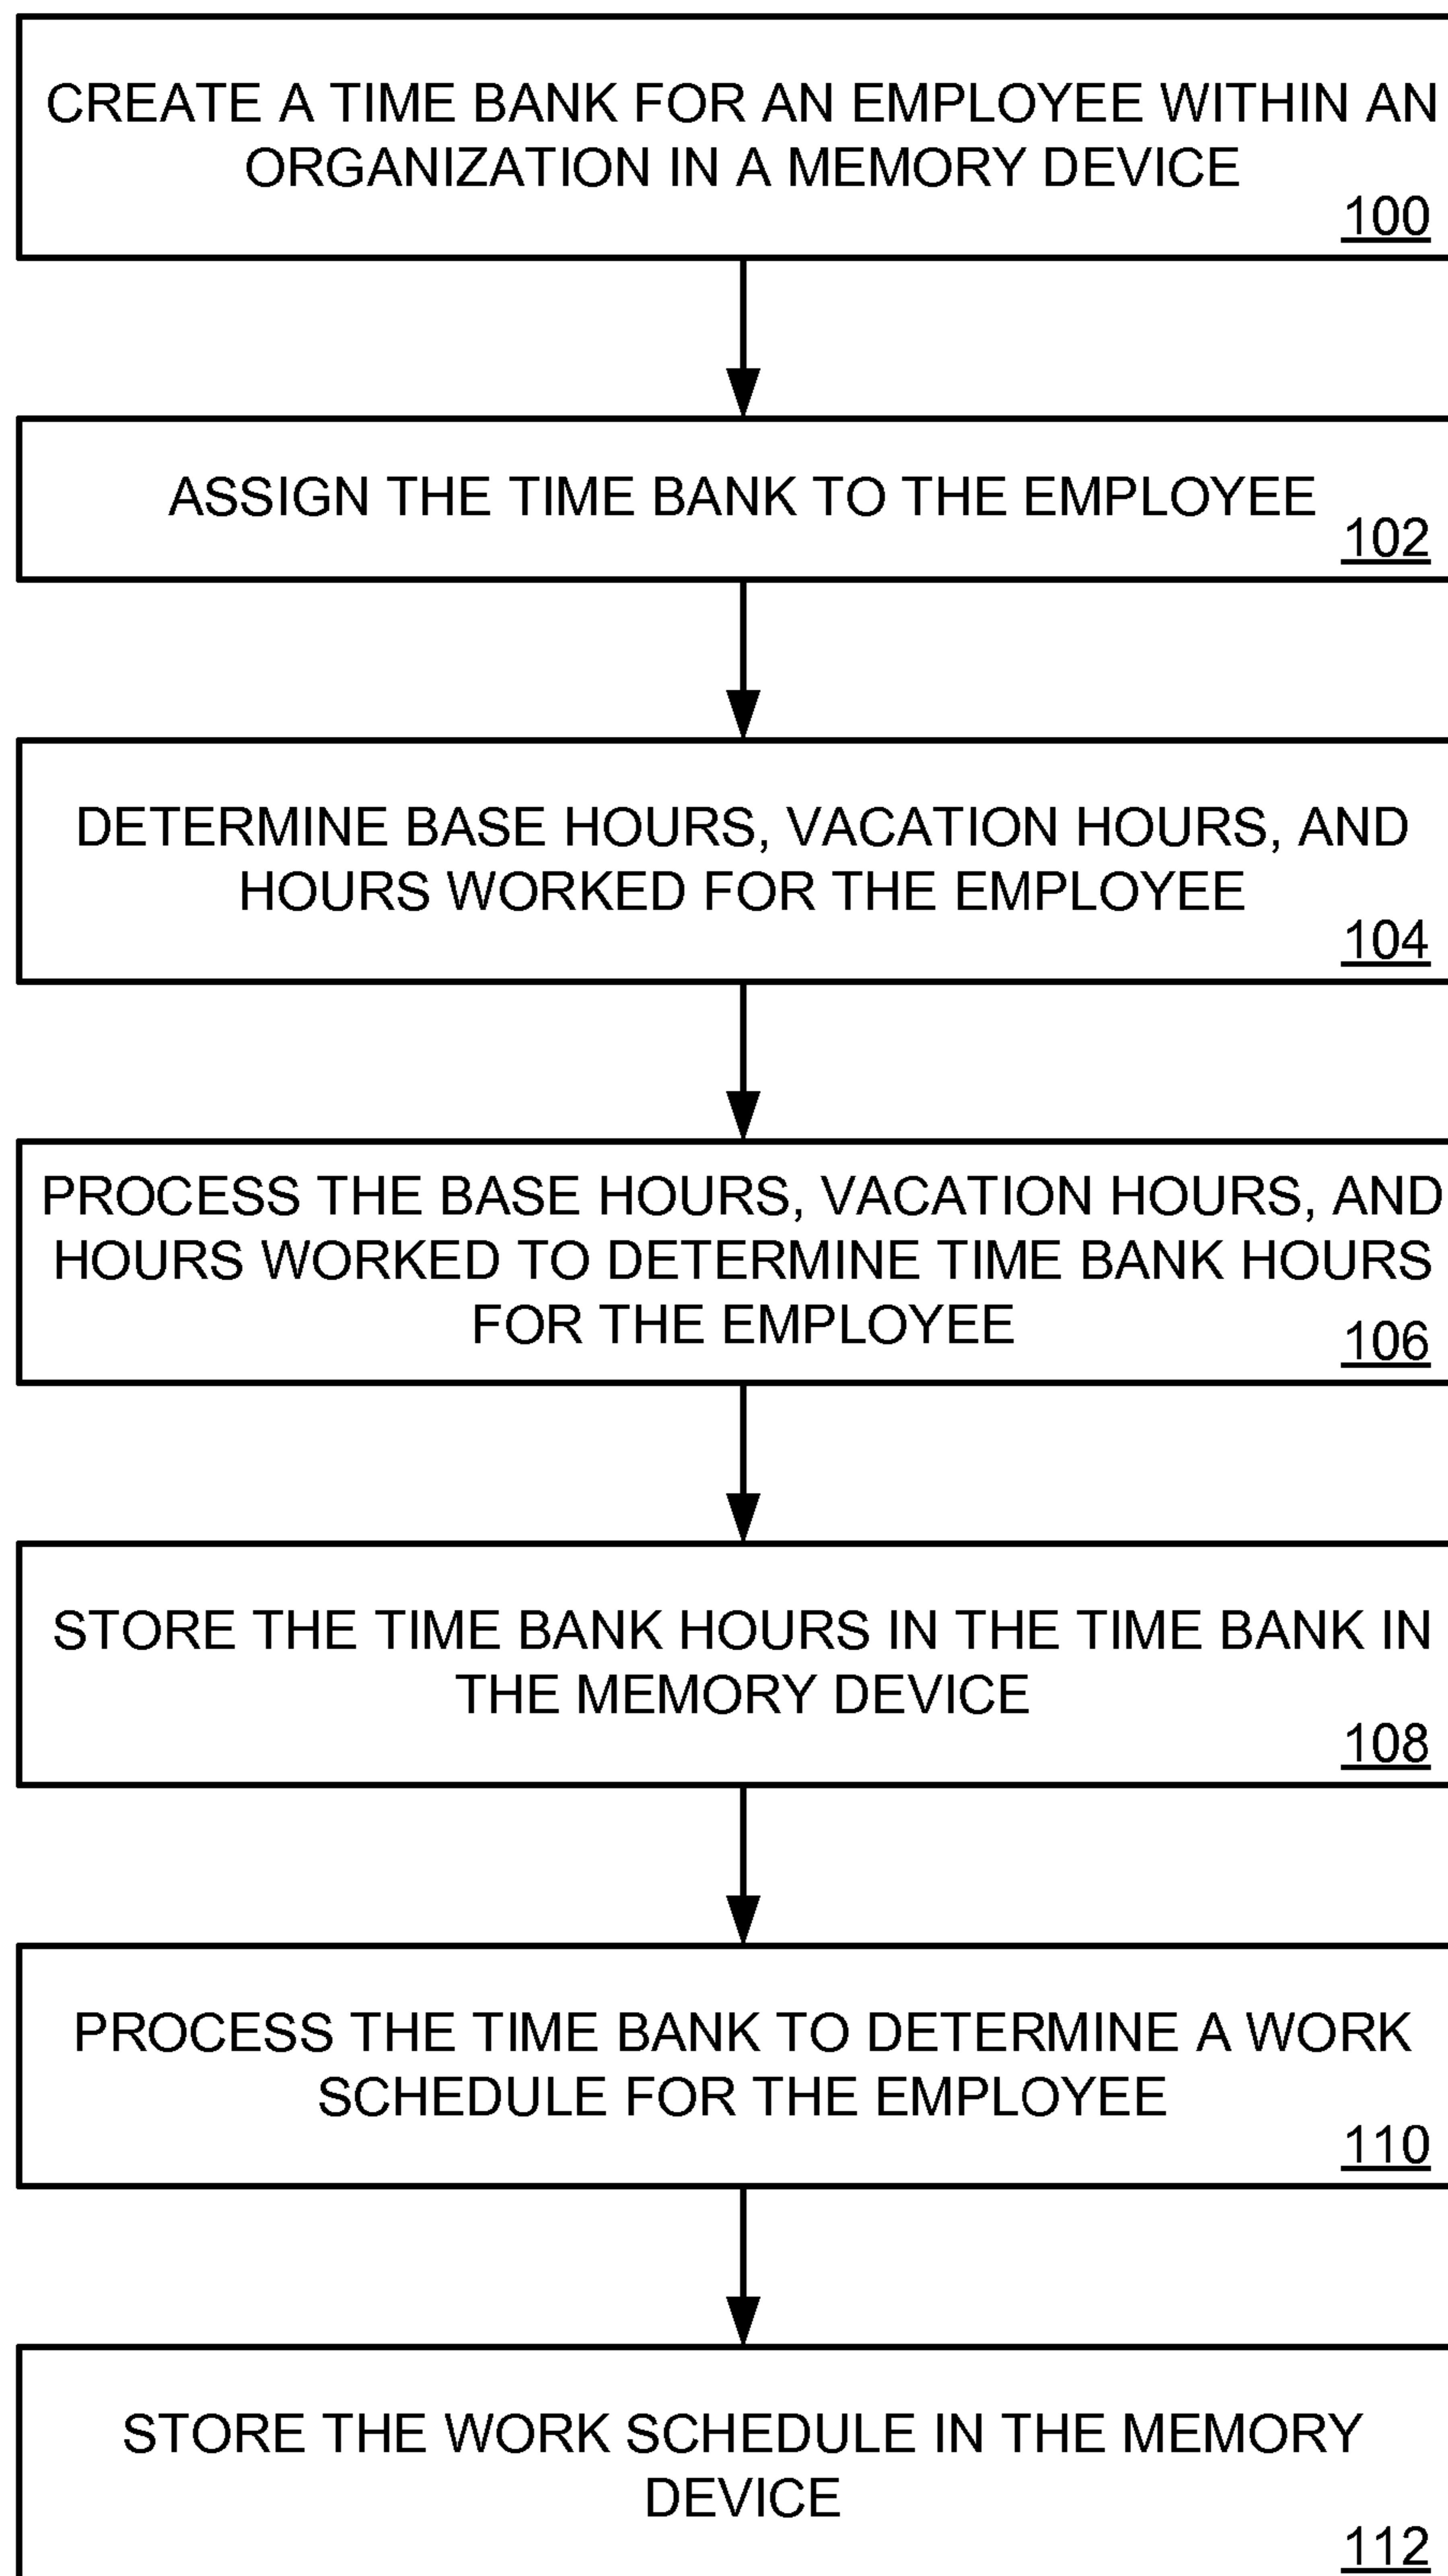 CREATE A TIME BANK FOR AN EMPLOYEE WITHIN AN
ORGANIZATION IN A MEMORY DEVICE
100
ASSIGN THE TIME BANK TO THE EMPLOYEE
102
DETERMINE BASE HOURS, VACATION HOURS, AND
HOURS WORKED FOR THE EMPLOYEE
104
PROCESS THE BASE HOURS, VACATION HOURS, AND
HOURS WORKED TO DETERMINE TIME BANK HOURS
FOR THE EMPLOYEE
106
STORE THE TIME BANK HOURS IN THE TIME BANK IN
THE MEMORY DEVICE
108
PROCESS THE TIME BANK TO DETERMINE A WORK
SCHEDULE FOR THE EMPLOYEE
110
STORE THE WORK SCHEDULE IN THE MEMORY
DEVICE
112